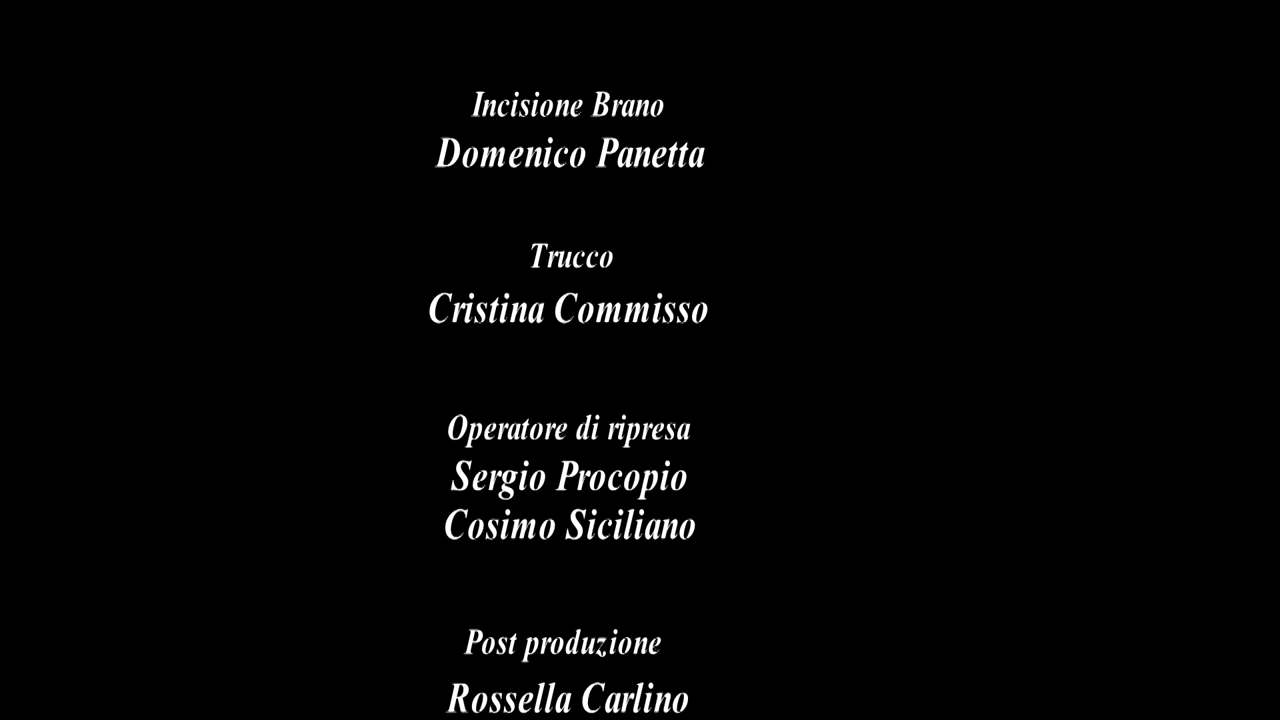 Incisione Brano
Domenico Panetta
Trucco
Cristina Commisso
Operatore di ripresa
Sergio Procopio
Cosimo Siciliano
Post produzione
Rossella Carlino